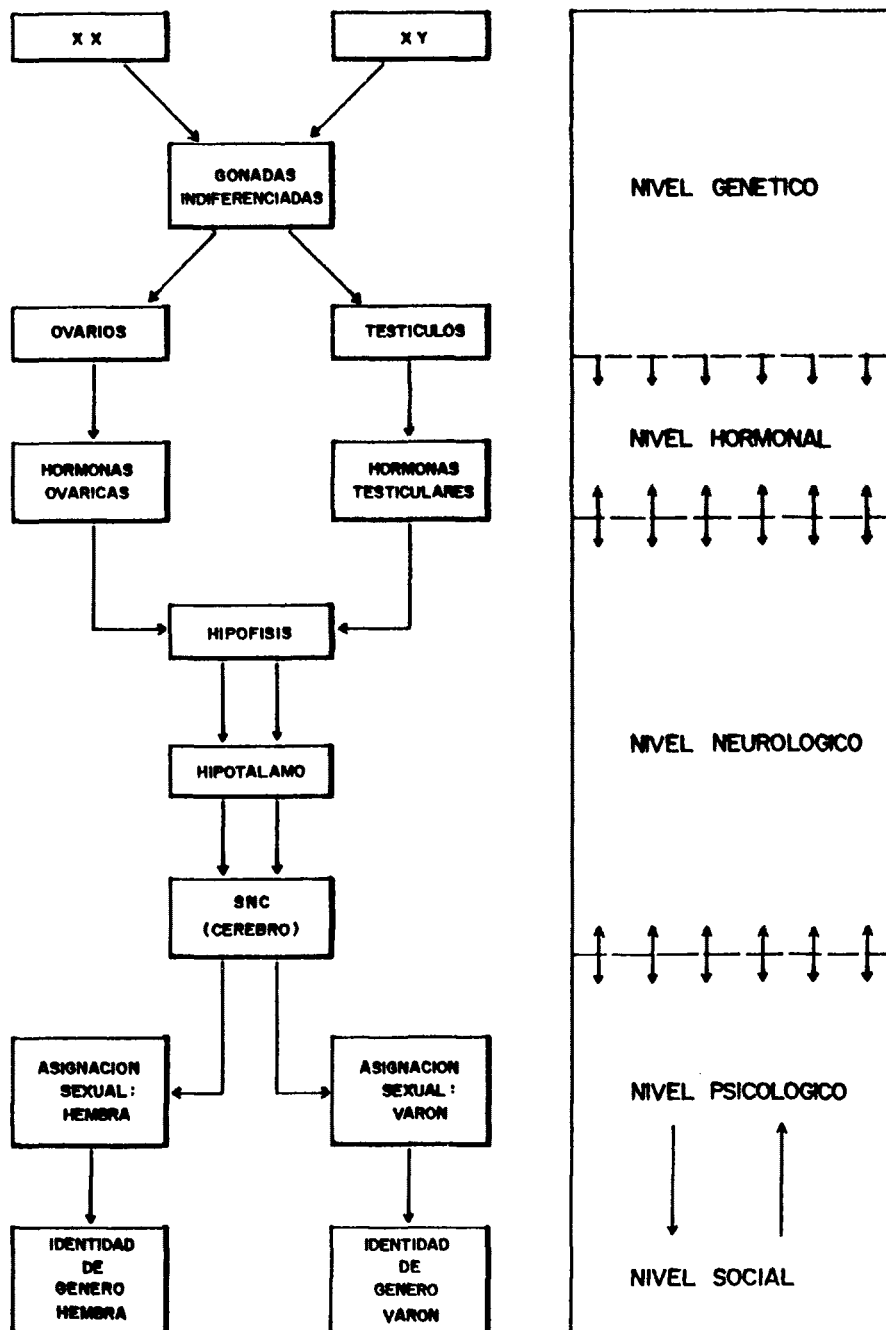 X X
X Y
GONADAS
INDIFERENCIADAS
OVARIOS
TESTICULOS
HORMONAS
OVARICAS
HORMONAS
TESTICULARES
HIPOFISIS
HIPOTALAMO
SNC
(CEREBRO)
ASIGNACION
SEXUAL:
HEMBRA
ASIGNACION
SEXUAL:
VARON
IDENTIDAD
DE
GENERO
HEMBRA
IDENTIDAD
DE
GENERO
VARON
NIVEL GENETICO
NIVEL HORMONAL
NIVEL NEUROLOGICO
NIVEL PSICOLOGICO
NIVEL SOCIAL